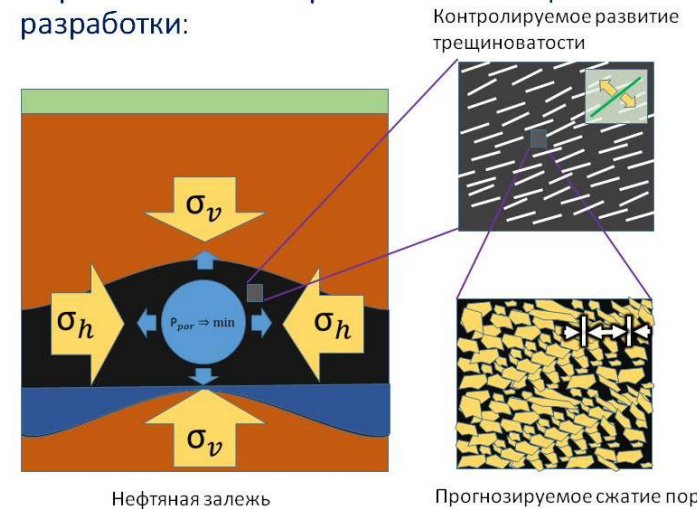 разработки:
Контролируемое развитие
трещиноватости
σᵥ
σₕ
Pₚₒᵣ ⇒ min
σₕ
σᵥ
Нефтяная залежь
Прогнозируемое сжатие пор